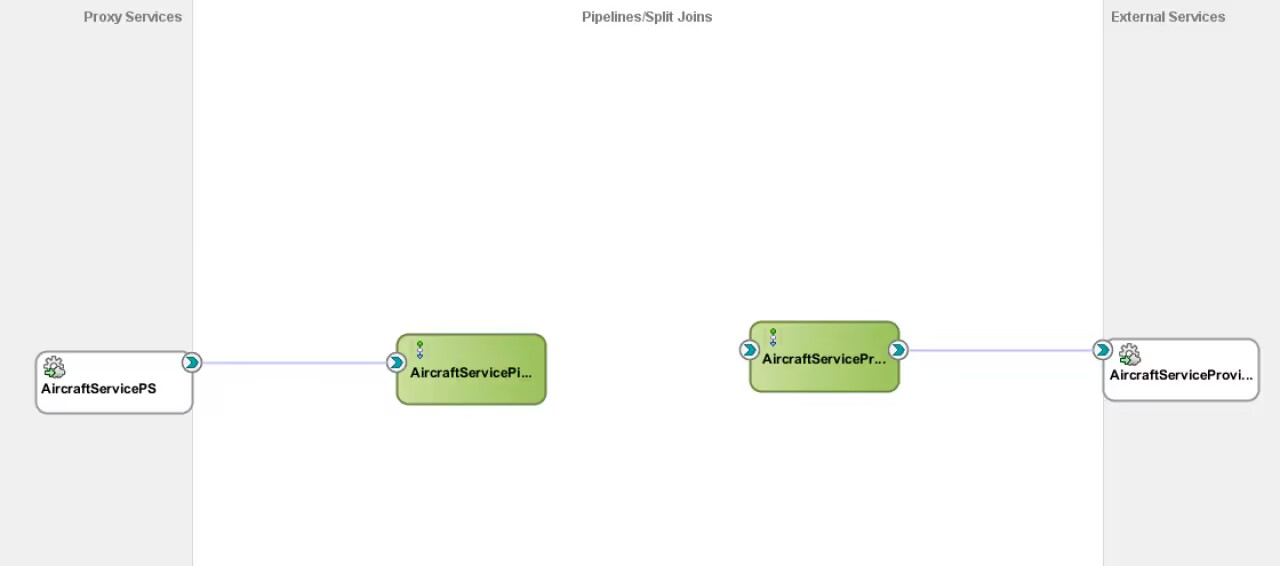 Proxy Services
Pipelines/Split Joins
External Services
AircraftServicePS
AircraftServicePi...
AircraftServicePr...
AircraftServiceProvi...